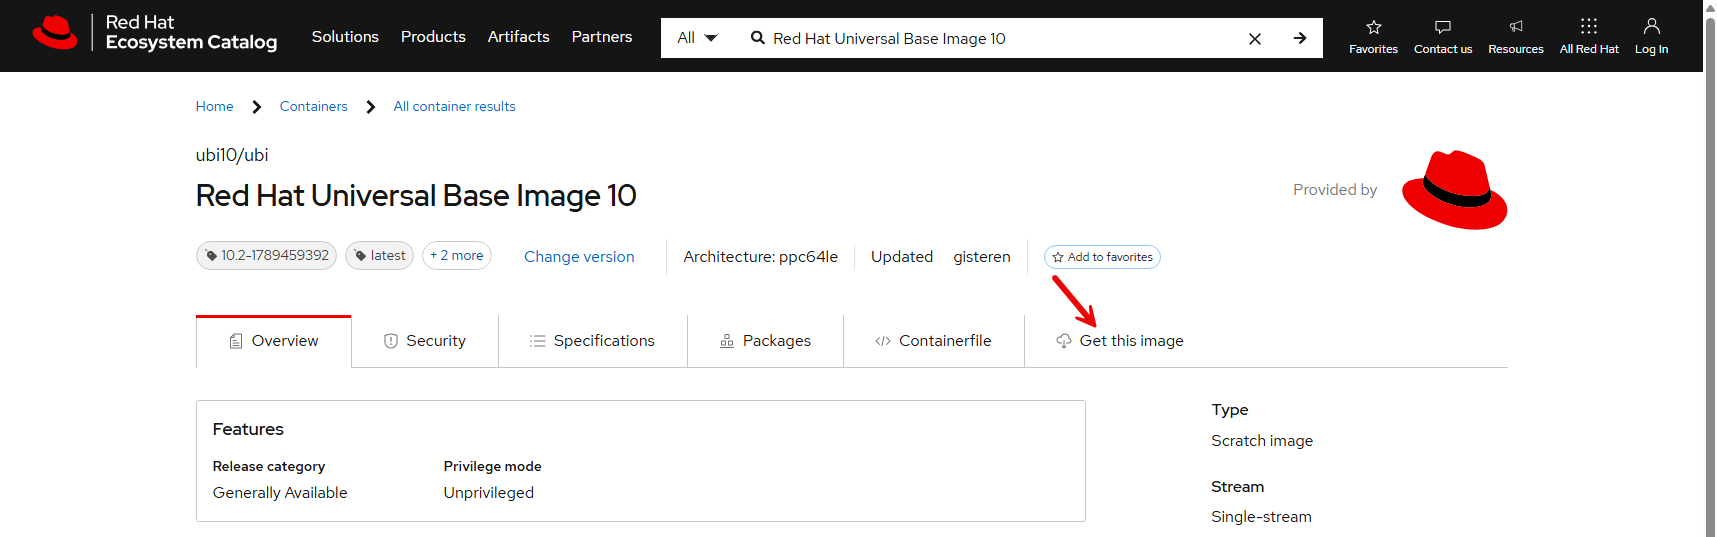 Red Hat
Ecosystem Catalog
Solutions Products Artifacts Partners
All Red Hat Universal Base Image 10
Favorites Contact us Resources All Red Hat Log In
Home Containers All container results
ubi10/ubi
Red Hat Universal Base Image 10
Provided by
10.2-1789459392 latest + 2 more Change version Architecture: ppc64le Updated gisteren Add to favorites
Overview Security Specifications Packages Containerfile Get this image
Features
Release category Privilege mode
Generally Available Unprivileged
Type
Scratch image
Stream
Single-stream